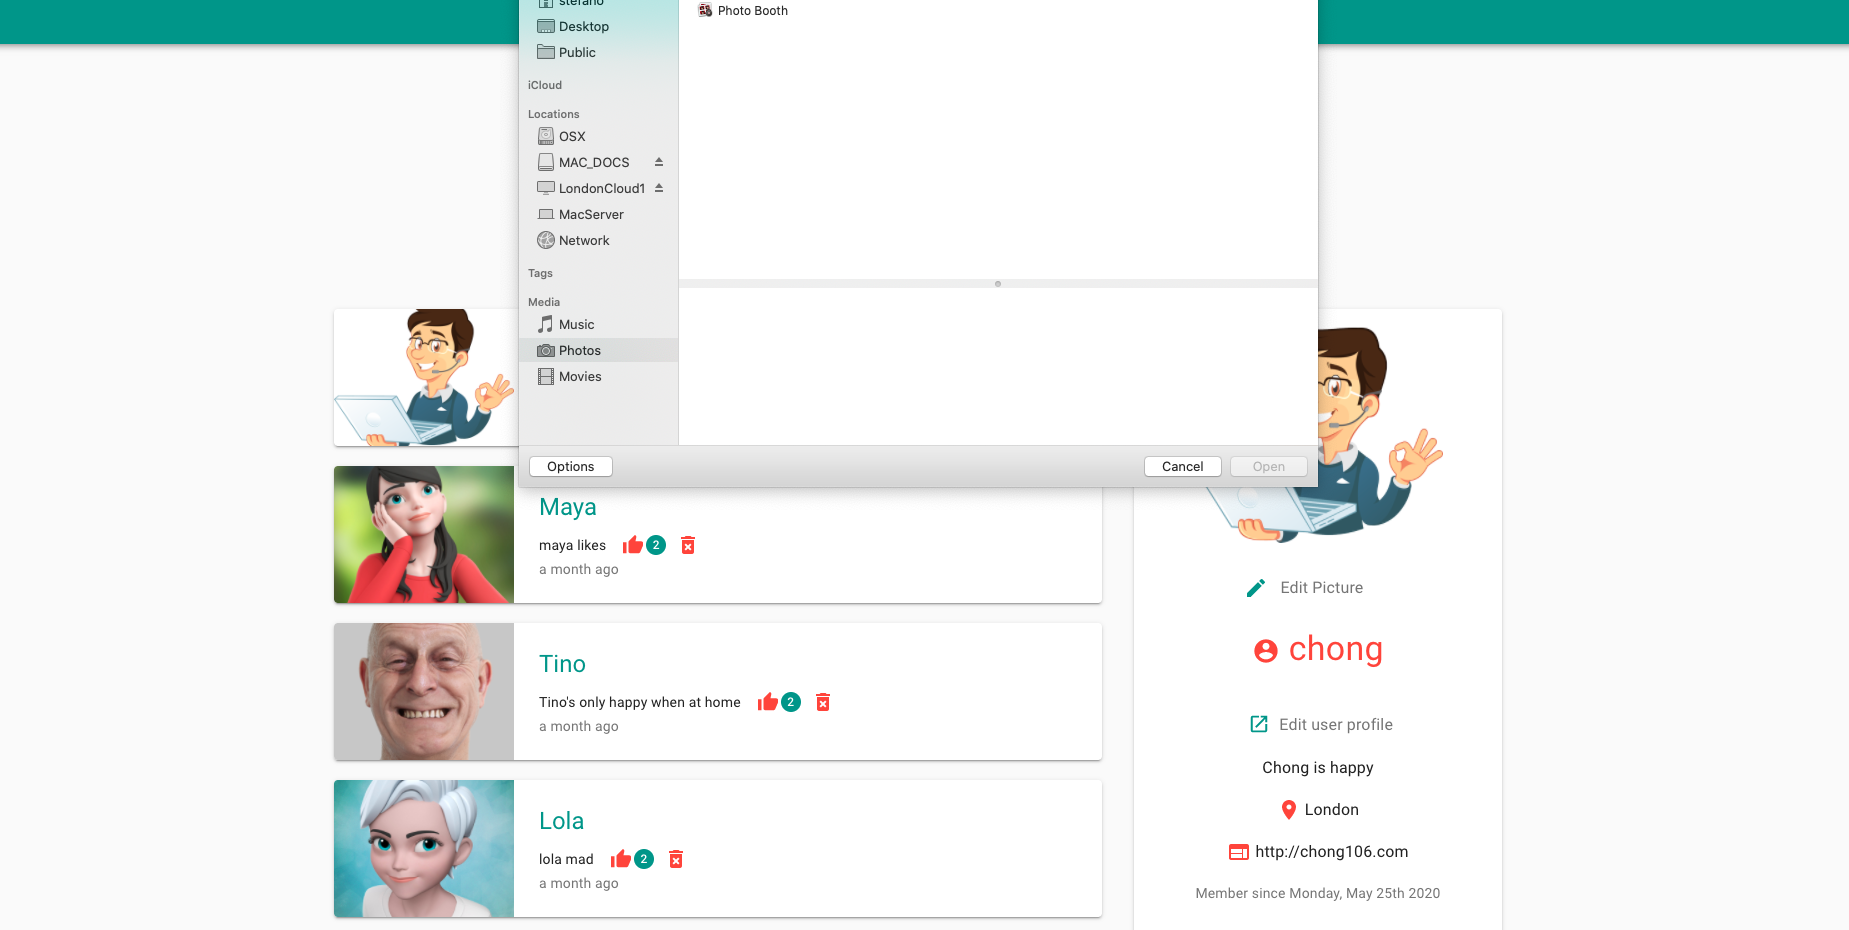 stefano
Desktop
Public
iCloud
Locations
OSX
MAC_DOCS
LondonCloud1
MacServer
Network
Tags
Media
Music
Photos
Movies
Photo Booth
Options
Cancel
Open
Maya
maya likes 2
a month ago
Tino
Tino's only happy when at home 2
a month ago
Lola
lola mad 2
a month ago
Edit Picture
chong
Edit user profile
Chong is happy
London
http://chong106.com
Member since Monday, May 25th 2020